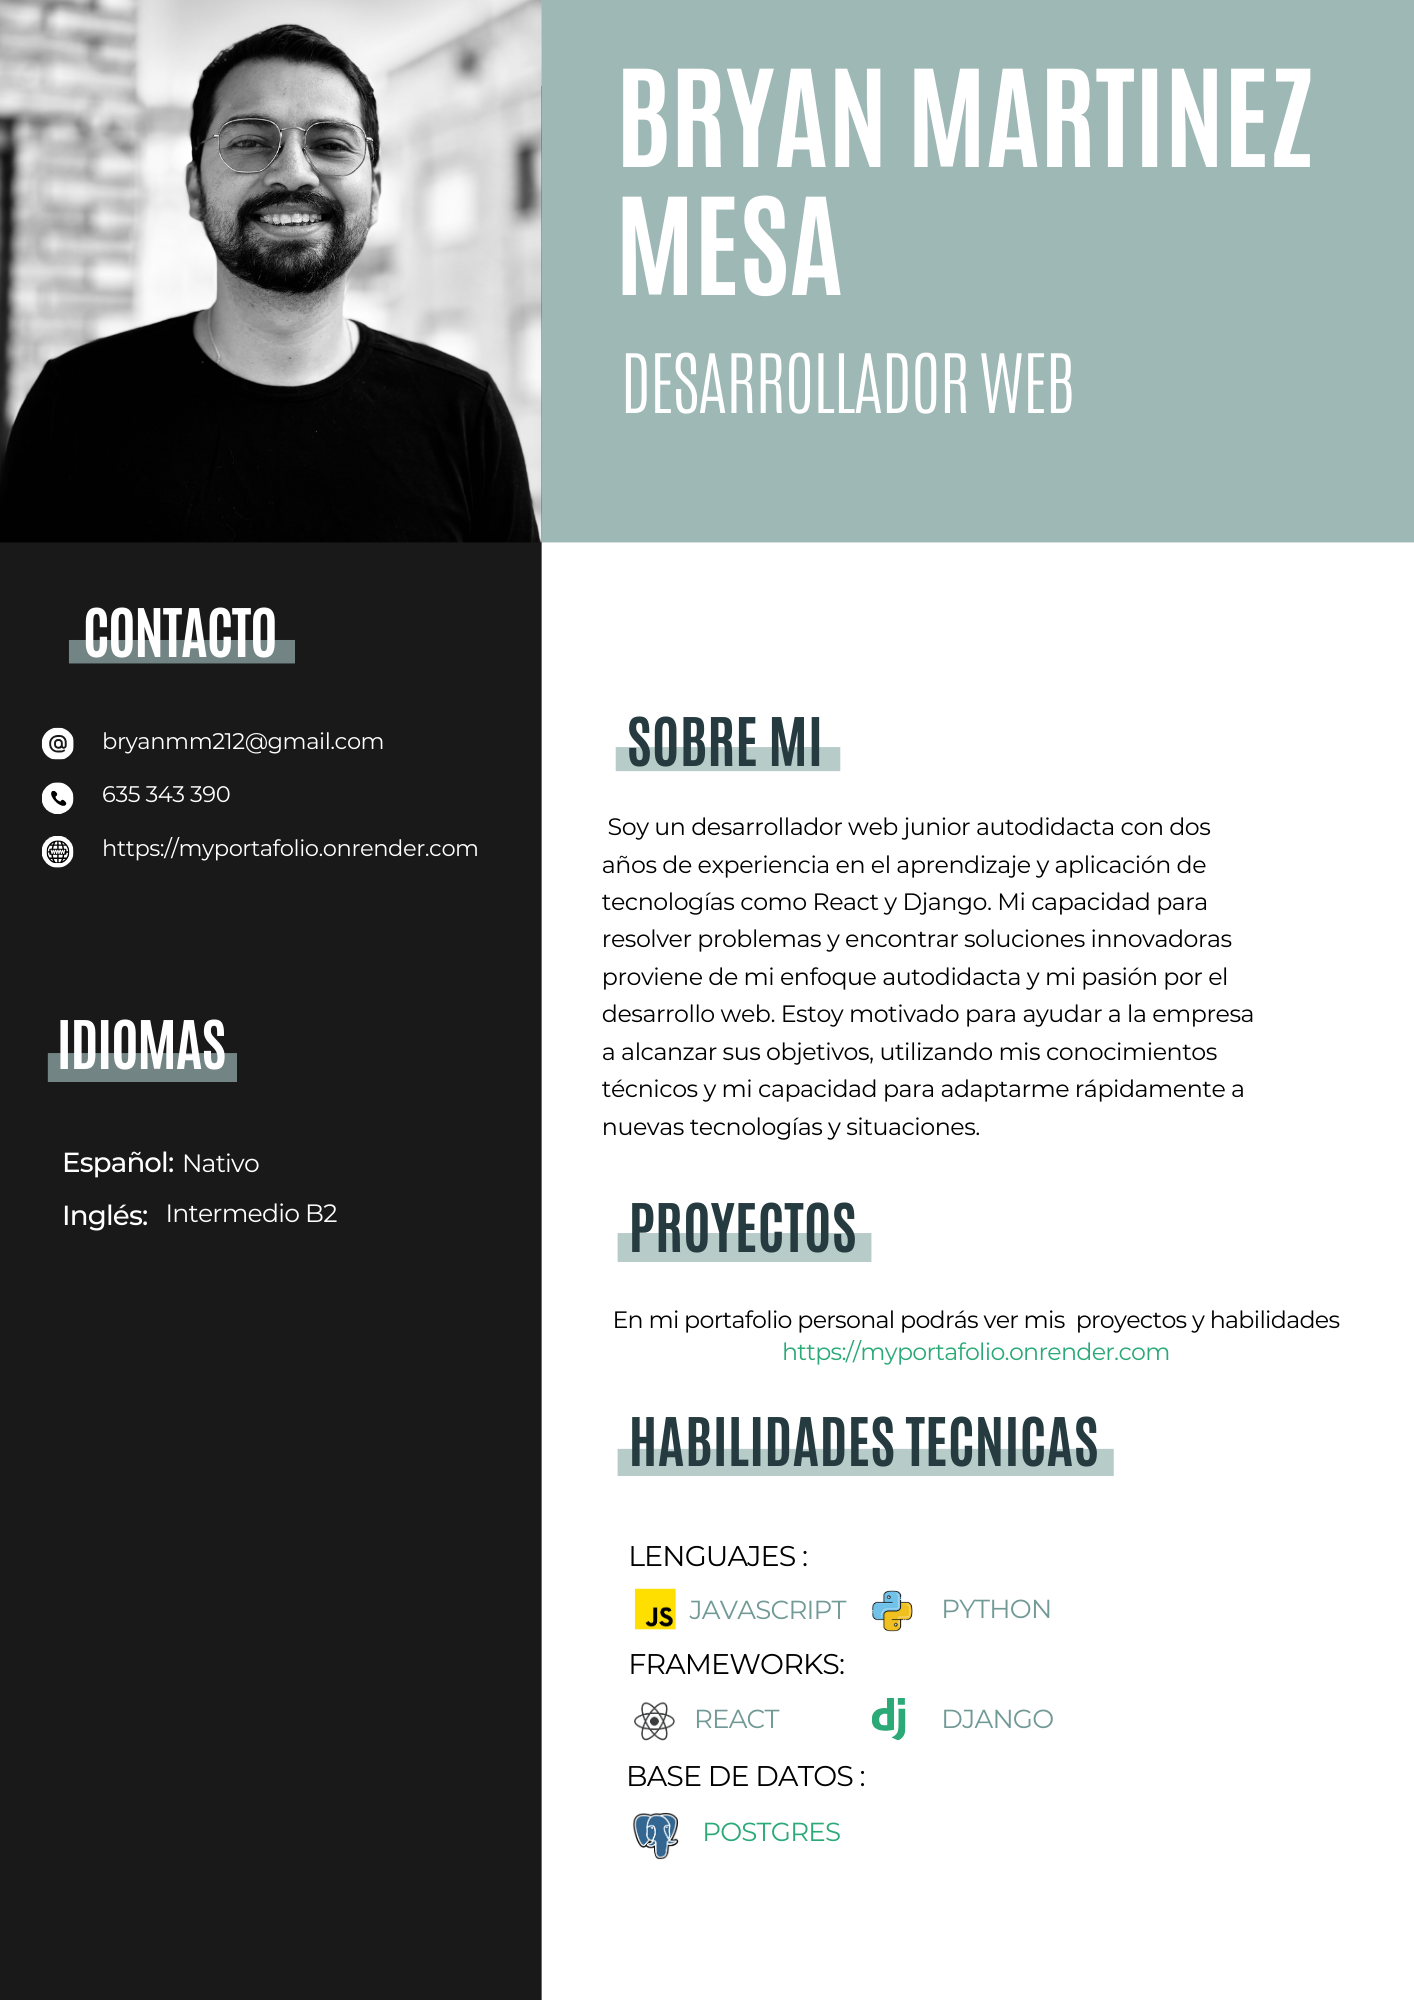 BRYAN MARTINEZ
MESA
DESARROLLADOR WEB
CONTACTO
@ bryanmm212@gmail.com
635 343 390
https://myportafolio.onrender.com
IDIOMAS
Español: Nativo
Inglés: Intermedio B2
SOBRE MI
Soy un desarrollador web junior autodidacta con dos
años de experiencia en el aprendizaje y aplicación de
tecnologías como React y Django. Mi capacidad para
resolver problemas y encontrar soluciones innovadoras
proviene de mi enfoque autodidacta y mi pasión por el
desarrollo web. Estoy motivado para ayudar a la empresa
a alcanzar sus objetivos, utilizando mis conocimientos
técnicos y mi capacidad para adaptarme rápidamente a
nuevas tecnologías y situaciones.
PROYECTOS
En mi portafolio personal podrás ver mis  proyectos y habilidades
https://myportafolio.onrender.com
HABILIDADES TECNICAS
LENGUAJES :
JS JAVASCRIPT PYTHON
FRAMEWORKS:
REACT dj DJANGO
BASE DE DATOS :
POSTGRES